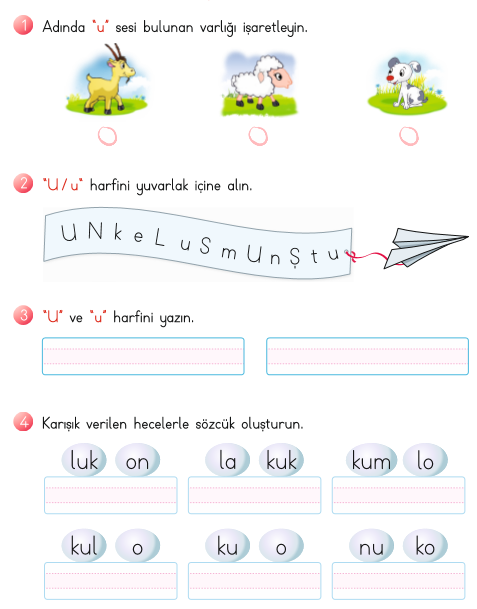 1 Adında "u" sesi bulunan varlığı işaretleyin.
2 "U / u" harfini yuvarlak içine alın.
U N k e L u S m U n Ş t u
3 "U" ve "u" harfini yazın.
4 Karışık verilen hecelerle sözcük oluşturun.
luk on la kuk kum lo
kul o ku o nu ko